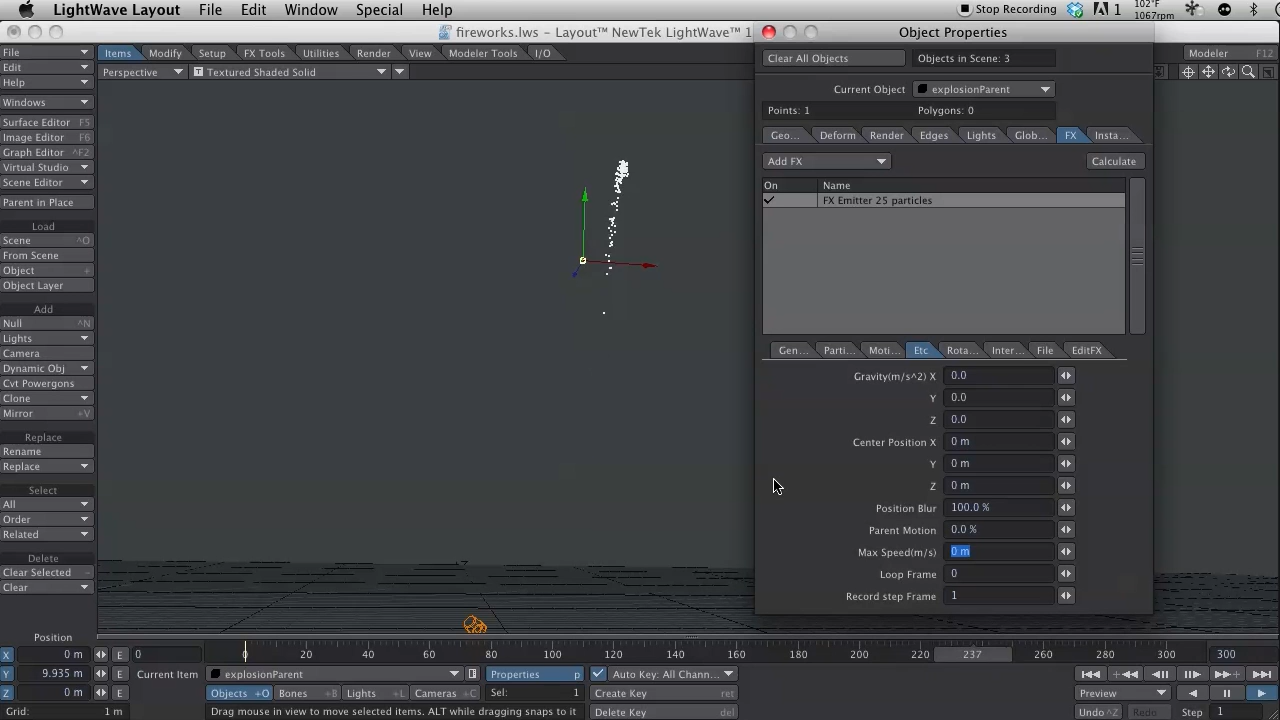 LightWave Layout File Edit Window Special Help Stop Recording 1 102°F 1067rpm
fireworks.lws – Layout™ NewTek LightWave™ 1
Object Properties
File
Edit
Help
Windows
Surface Editor F5
Image Editor F6
Graph Editor ^F2
Virtual Studio
Scene Editor
Parent in Place
Load
Scene ^O
From Scene
Object +
Object Layer
Add
Null ^N
Lights
Camera
Dynamic Obj
Cvt Powergons
Clone
Mirror +V
Replace
Rename
Replace
Select
All
Order
Related
Delete
Clear Selected -
Clear
Items Modify Setup FX Tools Utilities Render View Modeler Tools I/O
Modeler F12
Perspective T Textured Shaded Solid
Clear All Objects Objects in Scene: 3
Current Object explosionParent
Points: 1 Polygons: 0
Geo... Deform Render Edges Lights Glob... FX Insta...
Add FX Calculate
On Name
FX Emitter 25 particles
Gen... Parti... Moti... Etc Rota... Inter... File EditFX
Gravity(m/s^2) X 0.0
Y 0.0
Z 0.0
Center Position X 0 m
Y 0 m
Z 0 m
Position Blur 100.0 %
Parent Motion 0.0 %
Max Speed(m/s) 0 m
Loop Frame 0
Record step Frame 1
Position
X 0 m E
Y 9.935 m E
Z 0 m E
Grid: 1 m
0 0 20 40 60 80 100 120 140 160 180 200 220 237 260 280 300 300
Current Item explosionParent Properties p Auto Key: All Chann...
Objects +O Bones +B Lights +L Cameras +C Sel: 1 Create Key ret
Drag mouse in view to move selected items. ALT while dragging snaps to it Delete Key del
Preview
Undo ^Z Redo Step 1